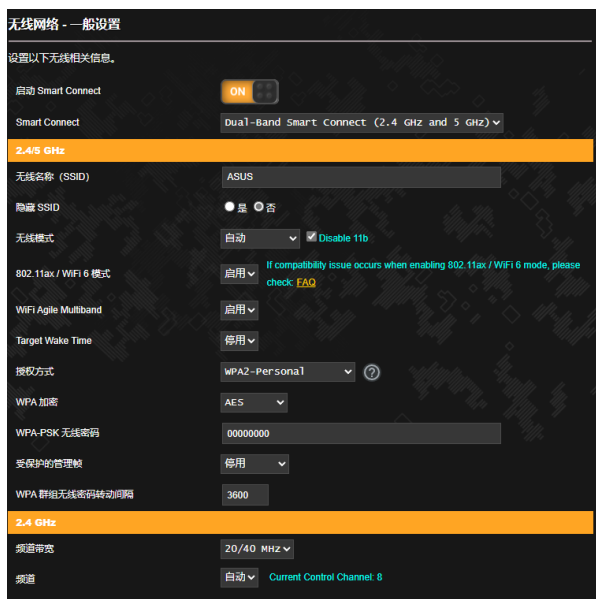 无线网络 - 一般设置
设置以下无线相关信息。
启动 Smart Connect ON
Smart Connect Dual-Band Smart Connect (2.4 GHz and 5 GHz)
2.4/5 GHz
无线名称（SSID） ASUS
隐藏 SSID 是 否
无线模式 自动 Disable 11b
802.11ax / WiFi 6 模式 启用 If compatibility issue occurs when enabling 802.11ax / WiFi 6 mode, please
check: FAQ
WiFi Agile Multiband 启用
Target Wake Time 停用
授权方式 WPA2-Personal ?
WPA 加密 AES
WPA-PSK 无线密码 00000000
受保护的管理帧 停用
WPA 群组无线密码转动间隔 3600
2.4 GHz
频道带宽 20/40 MHz
频道 自动 Current Control Channel: 8